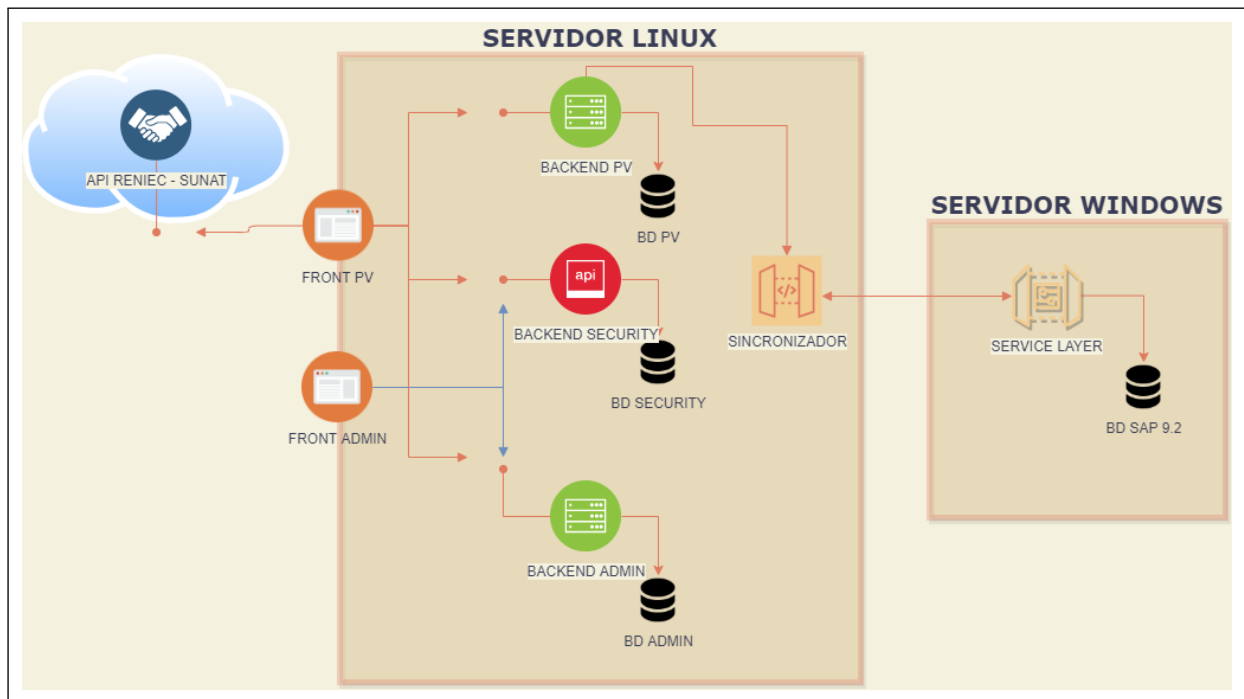 SERVIDOR LINUX
API RENIEC - SUNAT
BACKEND PV
BD PV
FRONT PV
api
BACKEND SECURITY
BD SECURITY
FRONT ADMIN
BACKEND ADMIN
BD ADMIN
SINCRONIZADOR
SERVIDOR WINDOWS
SERVICE LAYER
BD SAP 9.2